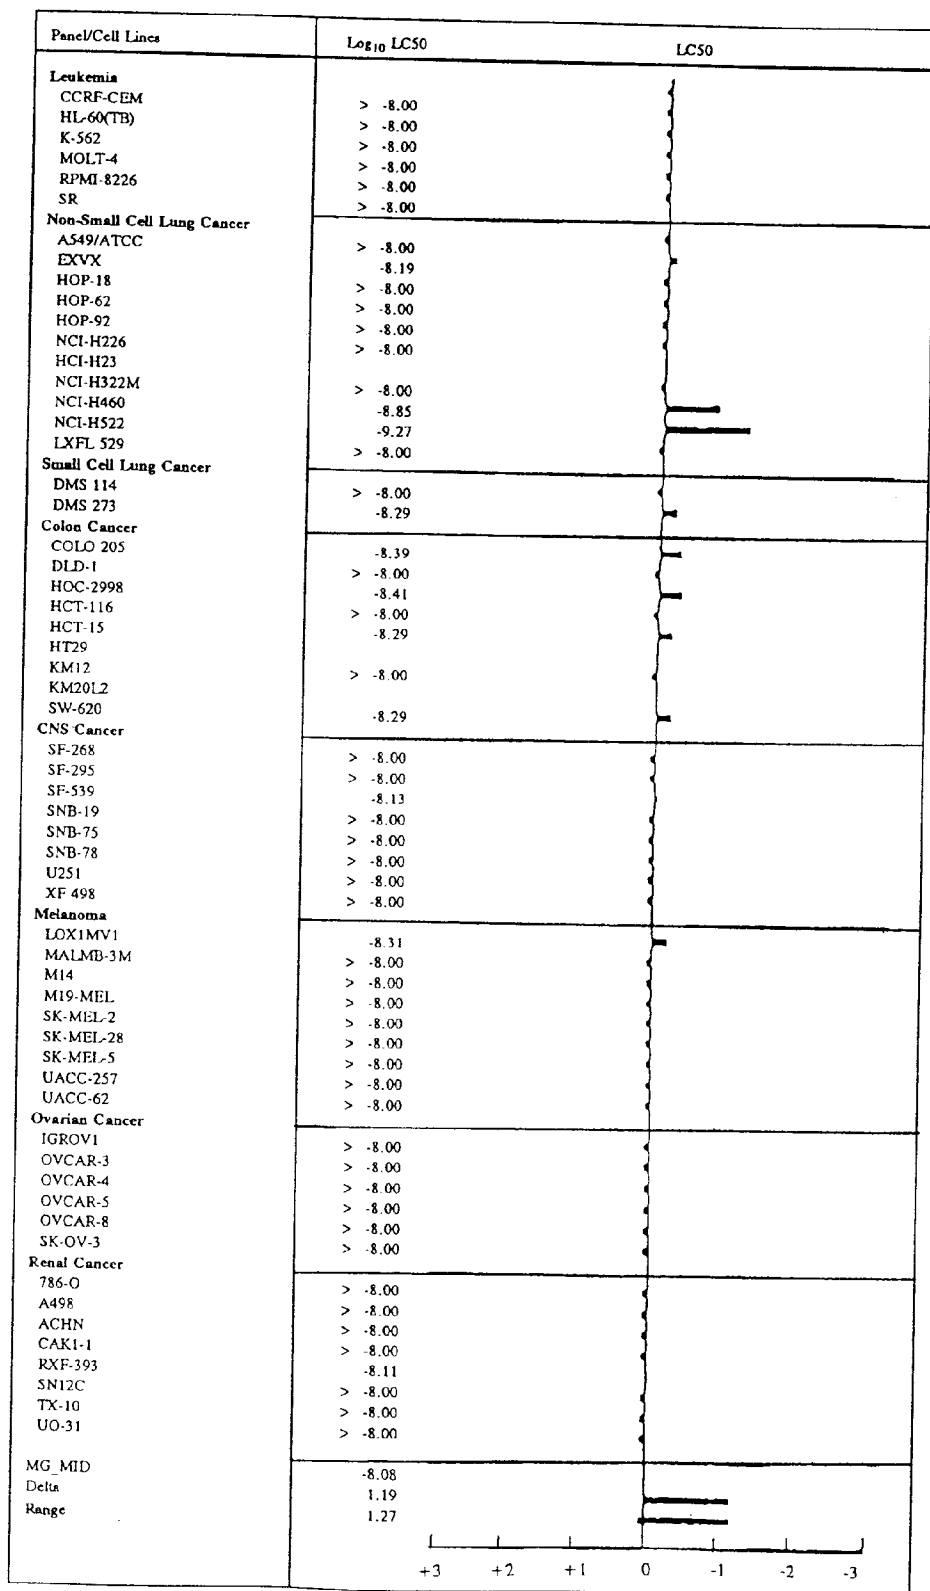 Panel/Cell Lines Log10 LC50 LC50
Leukemia
CCRF-CEM > -8.00
HL-60(TB) > -8.00
K-562 > -8.00
MOLT-4 > -8.00
RPMI-8226 > -8.00
SR > -8.00
Non-Small Cell Lung Cancer
A549/ATCC > -8.00
EXVX -8.19
HOP-18 > -8.00
HOP-62 > -8.00
HOP-92 > -8.00
NCI-H226 > -8.00
HCI-H23
NCI-H322M > -8.00
NCI-H460 -8.85
NCI-H522 -9.27
LXFL 529 > -8.00
Small Cell Lung Cancer
DMS 114 > -8.00
DMS 273 -8.29
Colon Cancer
COLO 205 -8.39
DLD-1 > -8.00
HOC-2998 -8.41
HCT-116 > -8.00
HCT-15 -8.29
HT29
KM12 > -8.00
KM20L2
SW-620 -8.29
CNS Cancer
SF-268 > -8.00
SF-295 > -8.00
SF-539 -8.13
SNB-19 > -8.00
SNB-75 > -8.00
SNB-78 > -8.00
U251 > -8.00
XF 498 > -8.00
Melanoma
LOX1MV1 -8.31
MALMB-3M > -8.00
M14 > -8.00
M19-MEL > -8.00
SK-MEL-2 > -8.00
SK-MEL-28 > -8.00
SK-MEL-5 > -8.00
UACC-257 > -8.00
UACC-62 > -8.00
Ovarian Cancer
IGROV1 > -8.00
OVCAR-3 > -8.00
OVCAR-4 > -8.00
OVCAR-5 > -8.00
OVCAR-8 > -8.00
SK-OV-3 > -8.00
Renal Cancer
786-O > -8.00
A498 > -8.00
ACHN > -8.00
CAK1-1 > -8.00
RXF-393 -8.11
SN12C > -8.00
TX-10 > -8.00
UO-31 > -8.00
MG_MID -8.08
Delta 1.19
Range 1.27
+3 +2 +1 0 -1 -2 -3